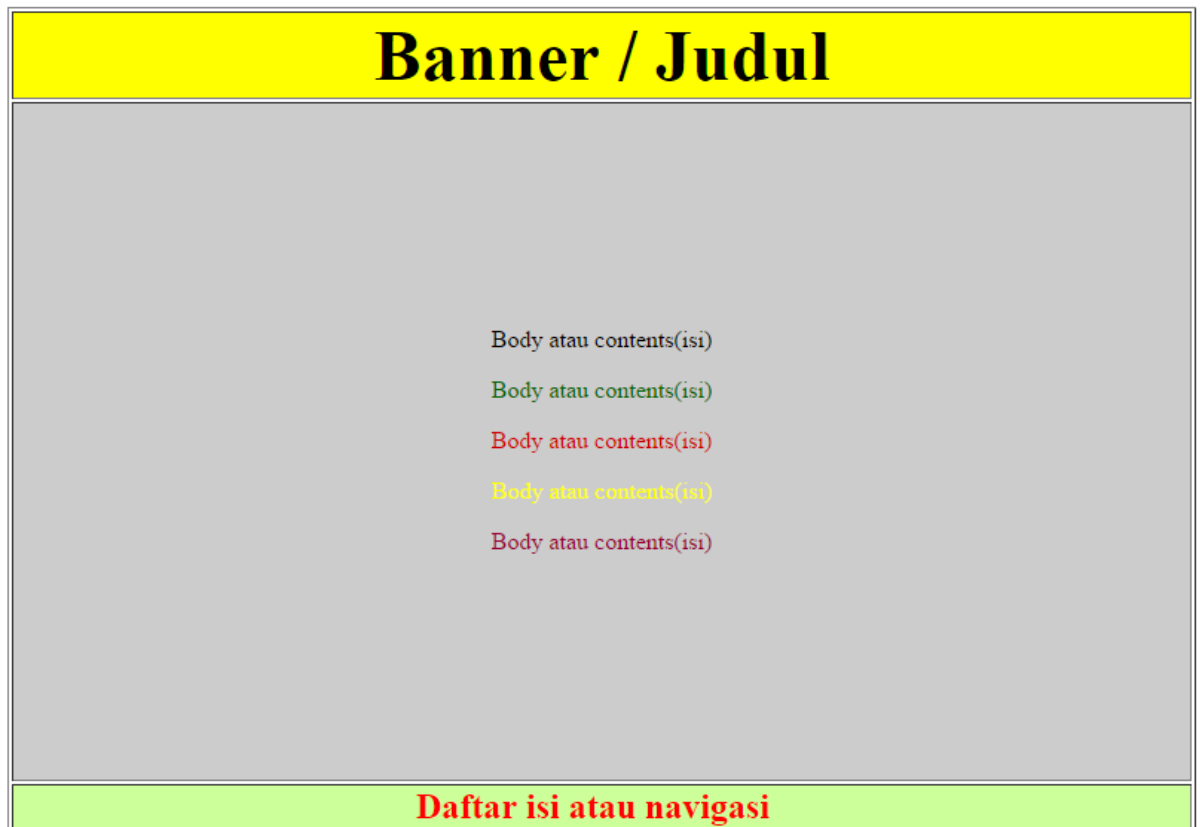 Banner / Judul
Body atau contents(isi)
Body atau contents(isi)
Body atau contents(isi)
Body atau contents(isi)
Body atau contents(isi)
Daftar isi atau navigasi